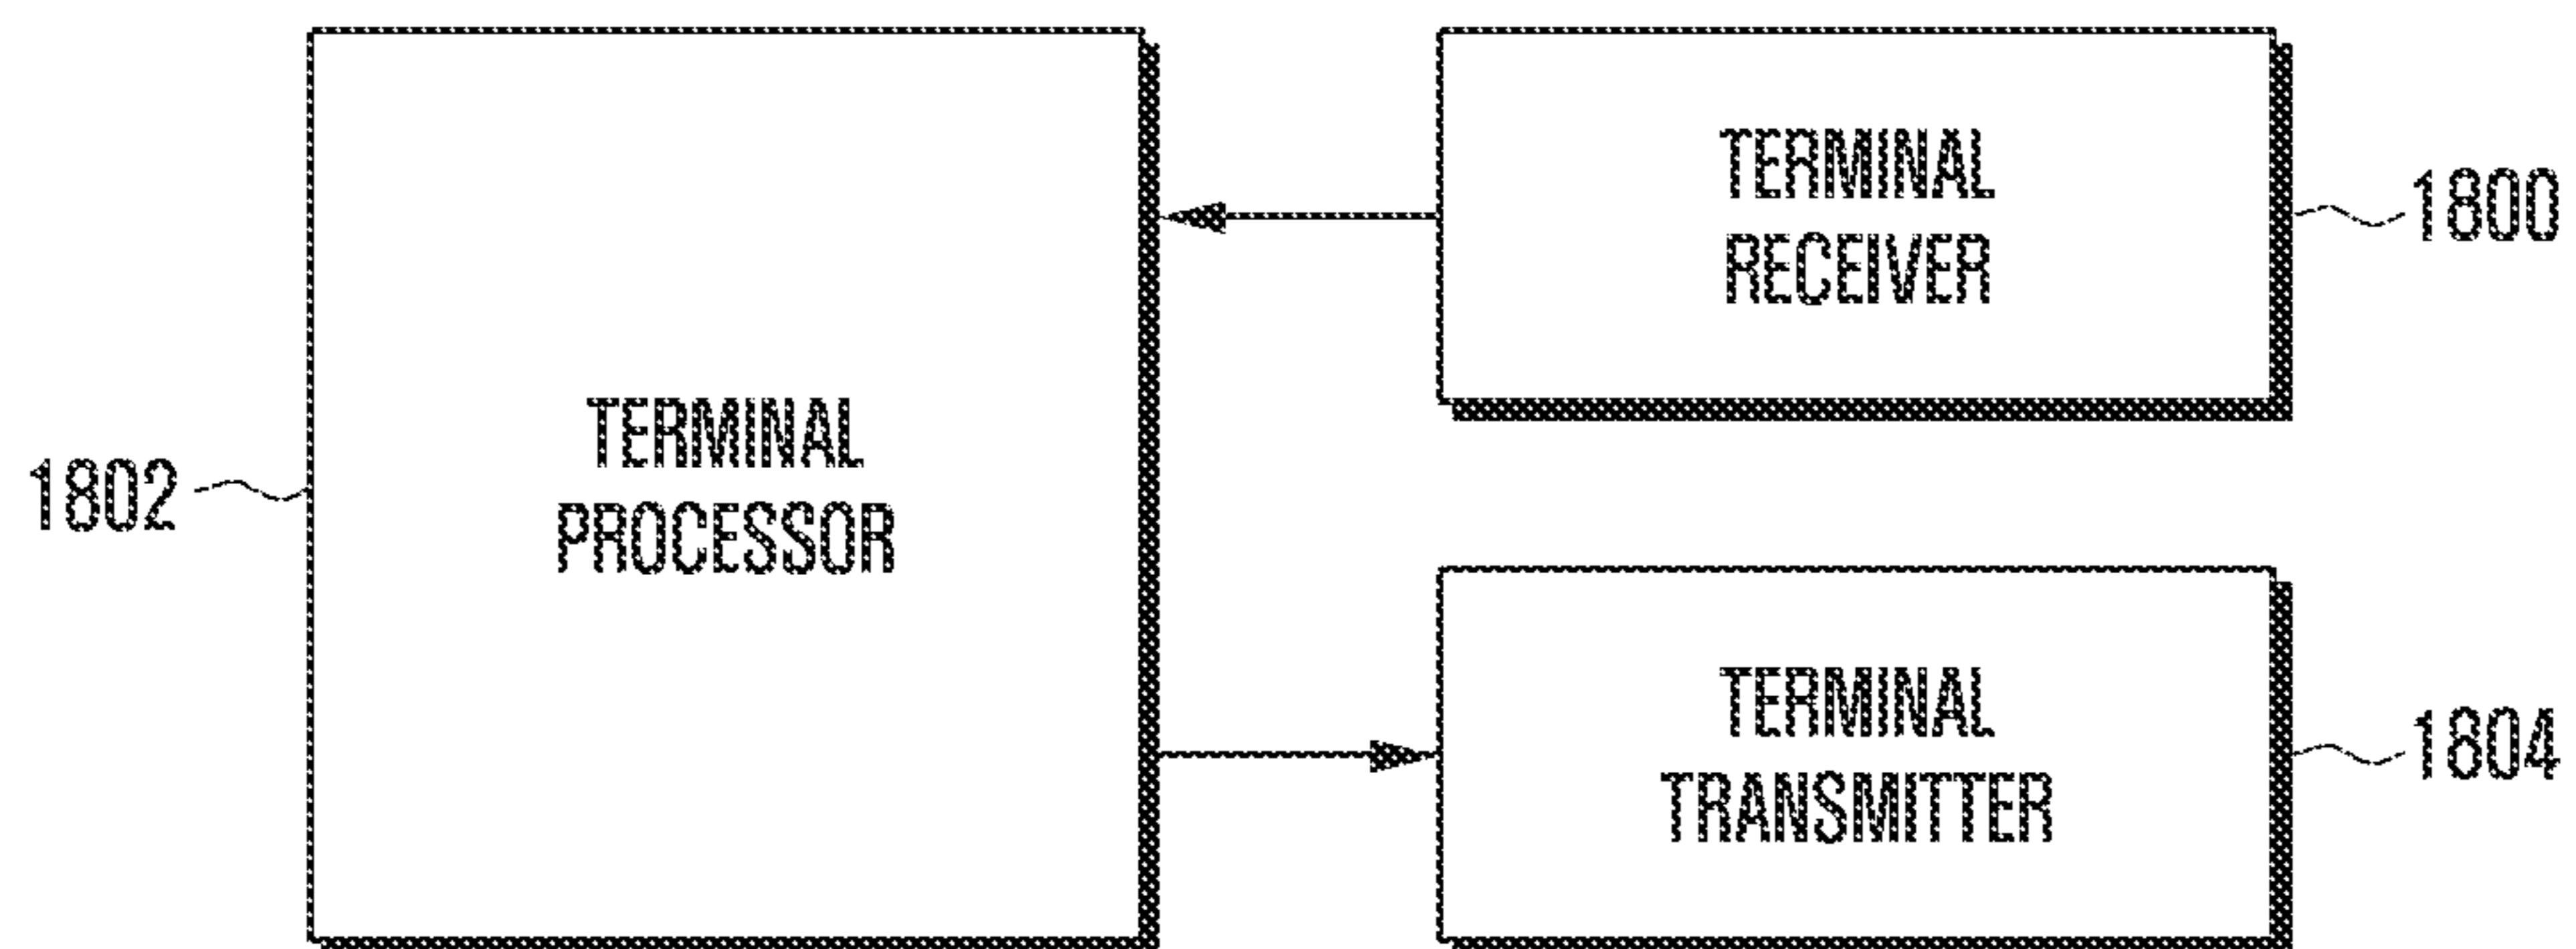 TERMINAL
RECEIVER
1800
1802
TERMINAL
PROCESSOR
TERMINAL
TRANSMITTER
1804